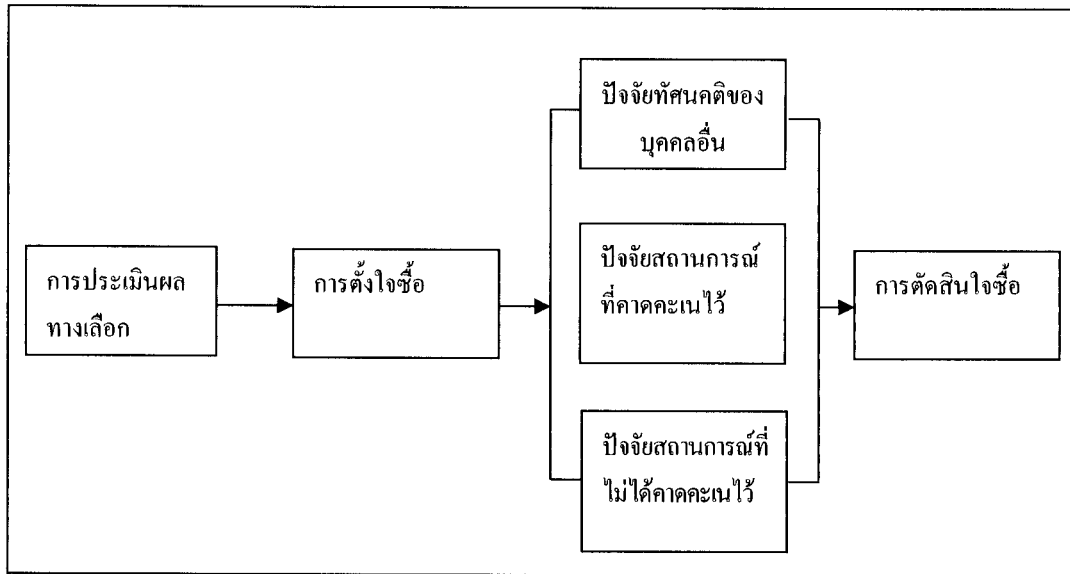 การประเมินผล
ทางเลือก
การตั้งใจซื้อ
ปัจจัยทัศนคติของ
บุคคลอื่น
ปัจจัยสถานการณ์
ที่คาดคะเนไว้
ปัจจัยสถานการณ์ที่
ไม่ได้คาดคะเนไว้
การตัดสินใจซื้อ